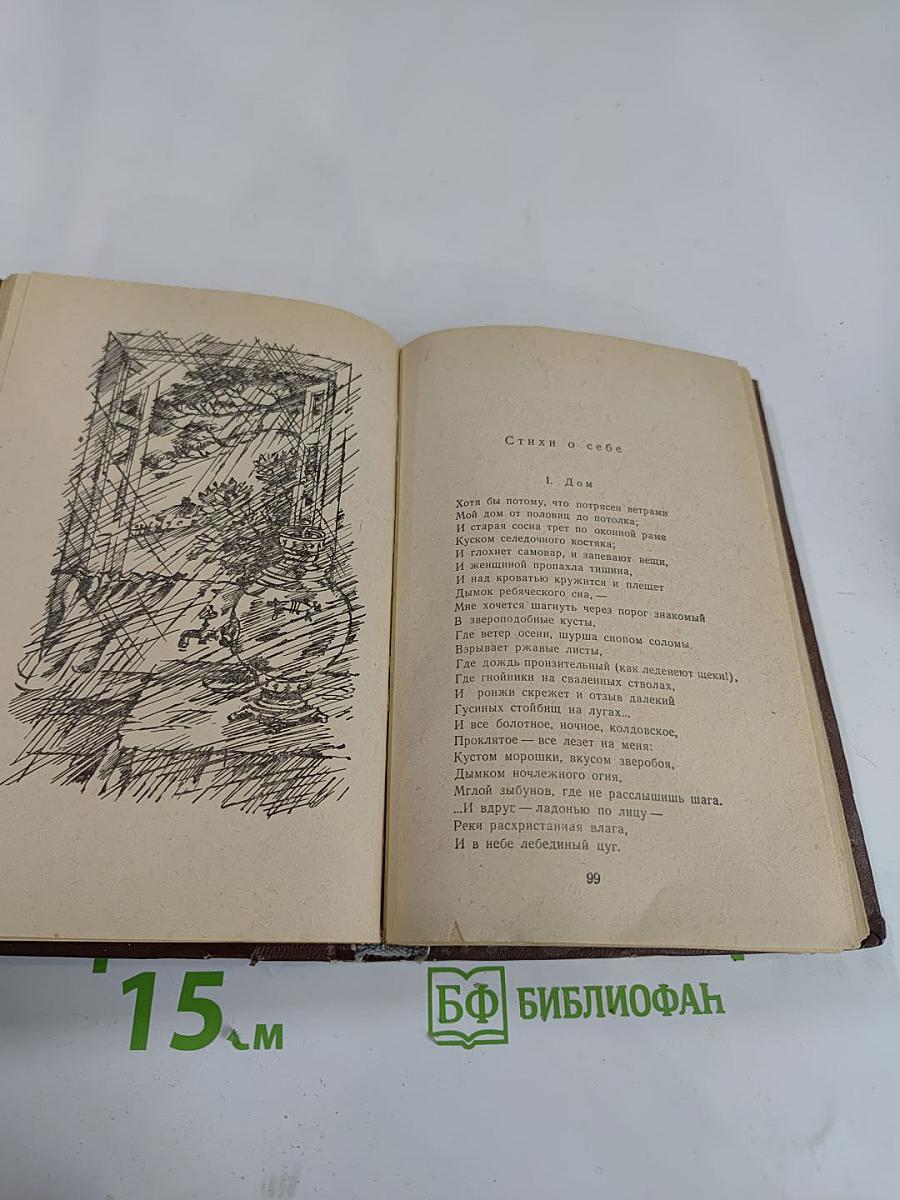 Стихи о себе
I. Дом
Хотя бы потому, что потрясен ветрами
Мой дом от половиц до потолка;
И старая сосна трет по оконной раме
Куском селедочного костяка;
И глохнет самовар, и запевают вещи,
И женщиной пропахла тишина,
И над кроватью кружится и плещет
Дымок ребяческого сна, —
Мне хочется шагнуть через порог знакомый
В звероподобные кусты,
Где ветер осени, шурша снопом соломы,
Взрывает ржавые листы,
Где дождь пронзительный (как леденеют щеки!),
Где гнойники на сваленных стволах,
И ронжи скрежет и отзыв далекий
Гусиных стойбищ на лугах...
И все болотное, ночное, колдовское,
Проклятое — все лезет на меня:
Кустом морошки, вкусом зверобоя,
Дымком ночлежного огня,
Мглой зыбунов, где не расслышишь шага.
...И вдруг — ладонью по лицу —
Реки расхристанная влага,
И в небе лебединый цуг.
99
15 см
БФ БИБЛИОФАН